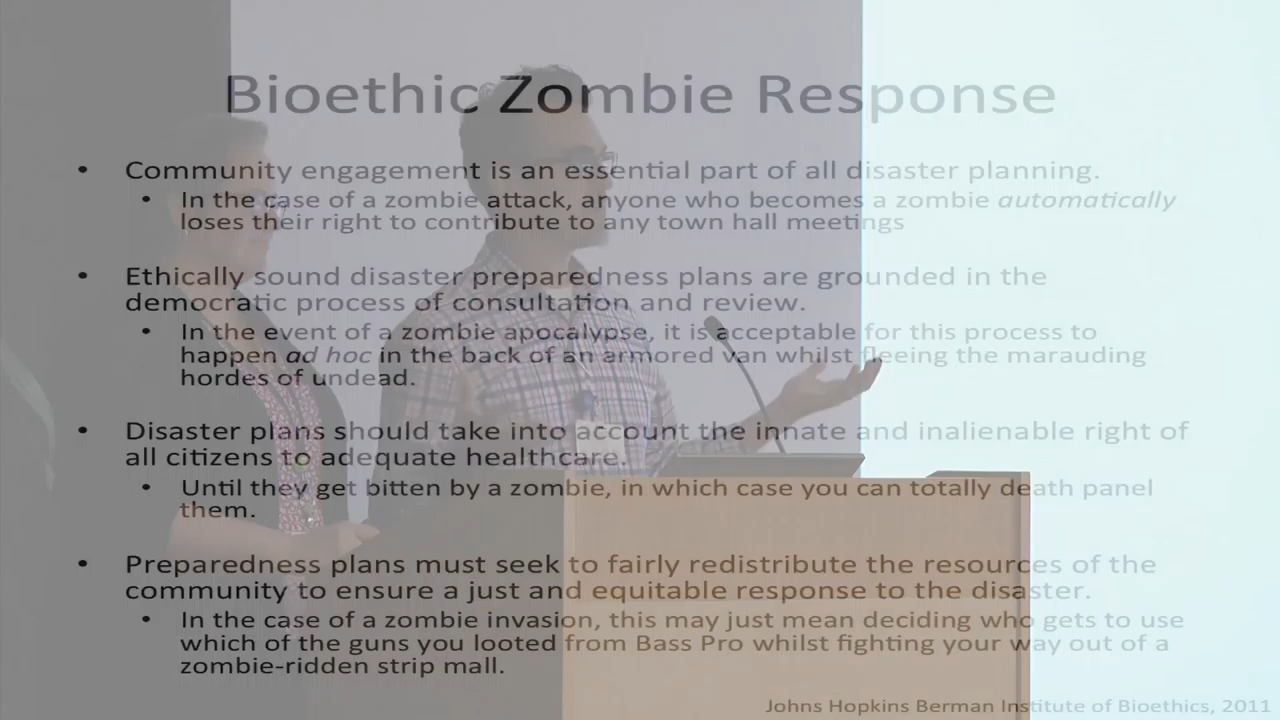 Bioethic Zombie Response
• Community engagement is an essential part of all disaster planning.
• In the case of a zombie attack, anyone who becomes a zombie automatically
loses their right to contribute to any town hall meetings
• Ethically sound disaster preparedness plans are grounded in the
democratic process of consultation and review.
• In the event of a zombie apocalypse, it is acceptable for this process to
happen ad hoc in the back of an armored van whilst fleeing the marauding
hordes of undead.
• Disaster plans should take into account the innate and inalienable right of
all citizens to adequate healthcare.
• Until they get bitten by a zombie, in which case you can totally death panel
them.
• Preparedness plans must seek to fairly redistribute the resources of the
community to ensure a just and equitable response to the disaster.
• In the case of a zombie invasion, this may just mean deciding who gets to use
which of the guns you looted from Bass Pro whilst fighting your way out of a
zombie-ridden strip mall.
Johns Hopkins Berman Institute of Bioethics, 2011